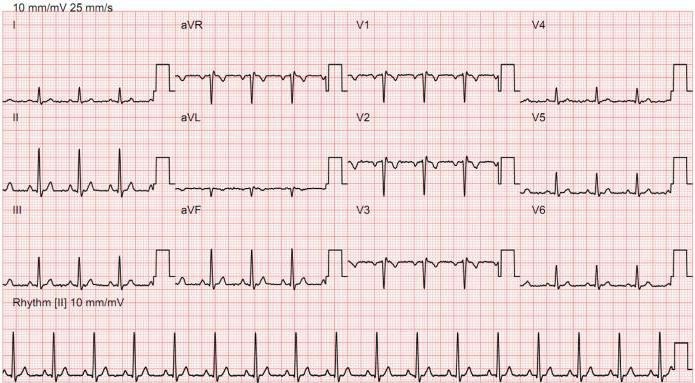 10 mm/mV 25 mm/s
I aVR V1 V4
II aVL V2 V5
III aVF V3 V6
Rhythm [II] 10 mm/mV